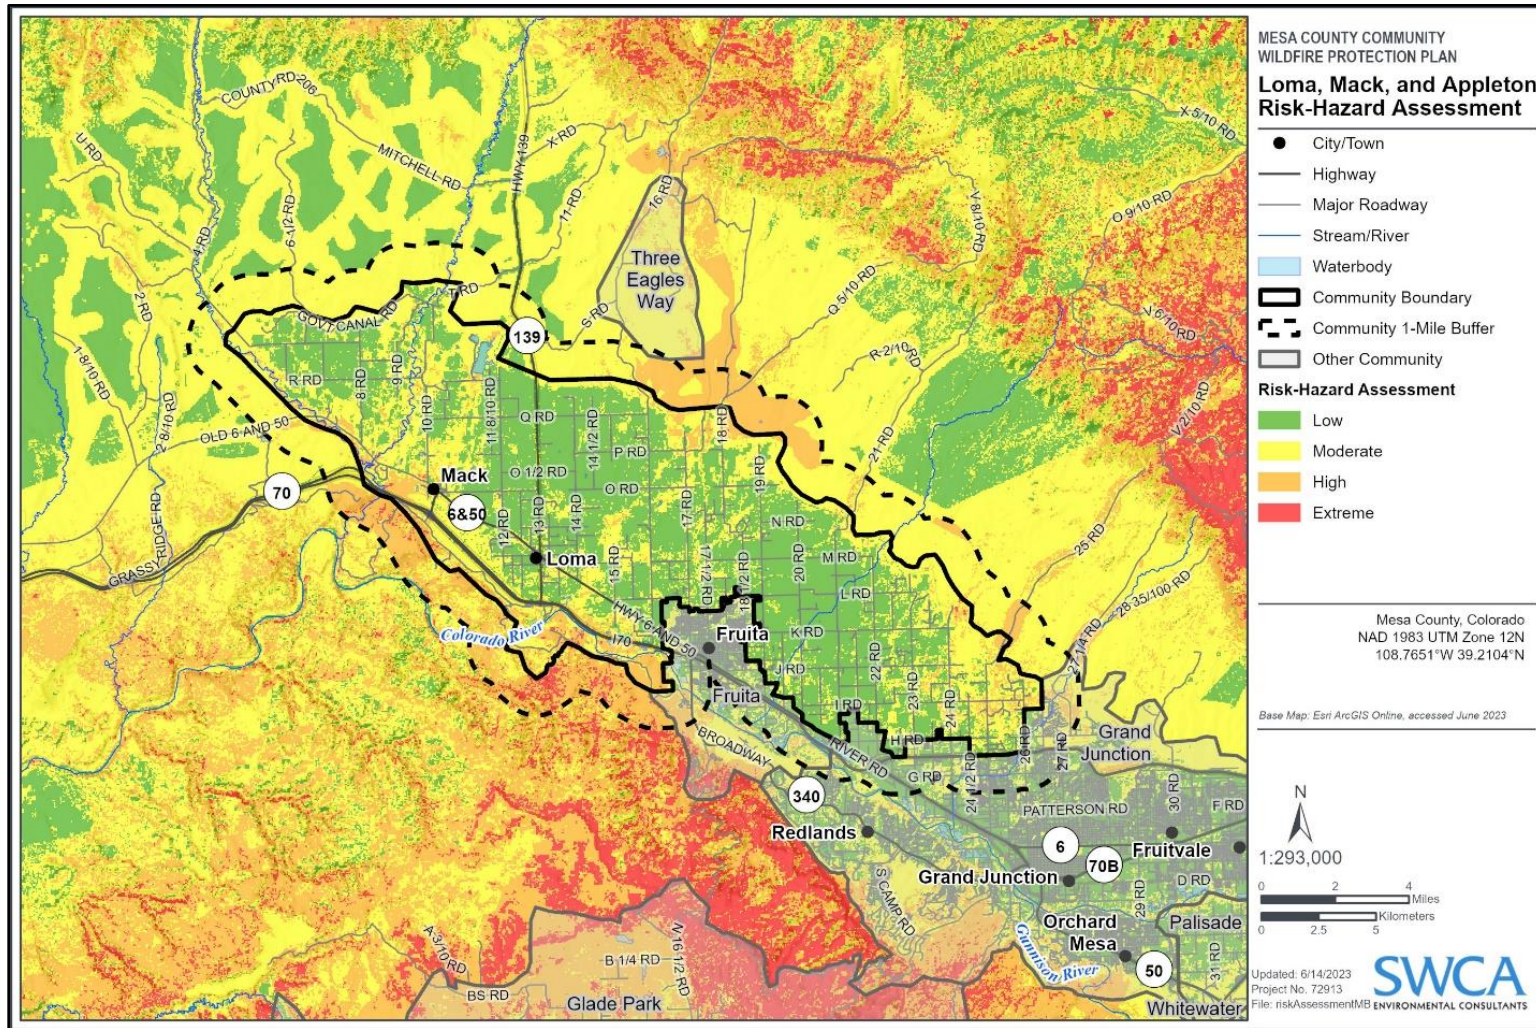 MESA COUNTY COMMUNITY
WILDFIRE PROTECTION PLAN
Loma, Mack, and Appleton
Risk-Hazard Assessment
City/Town
Highway
Major Roadway
Stream/River
Waterbody
Community Boundary
Community 1-Mile Buffer
Other Community
Risk-Hazard Assessment
Low
Moderate
High
Extreme
Mesa County, Colorado
NAD 1983 UTM Zone 12N
108.7651°W 39.2104°N
Base Map: Esri ArcGIS Online, accessed June 2023
N
1:293,000
0 2 4
Miles
Kilometers
0 2.5 5
Updated: 6/14/2023
Project No. 72913
File: riskAssessmentMB
SWCA
ENVIRONMENTAL CONSULTANTS
COUNTY RD 206
U RD
MITCHELL RD
X RD
HWY 139
11 RD
16 RD
X 5/10 RD
O 9/10 RD
V 8/10 RD
6 1/2 RD
4 RD
2 RD
Three
Eagles
Way
Q 5/10 RD
V 6/10 RD
T RD
S RD
GOVT CANAL RD
139
R-2/10 RD
1-8/10 RD
R RD
8 RD
9 RD
10 RD
11 8/10 RD
Q RD
14 1/2 RD
P RD
18 RD
21 RD
V 2/10 RD
2 8/10 RD
OLD 6 AND 50
O 1/2 RD
O RD
19 RD
17 RD
70
Mack
6&50
12 RD
13 RD
14 RD
N RD
25 RD
GRASSY RIDGE RD
Loma
15 RD
17 1/2 RD
18 1/2 RD
20 RD
M RD
L RD
28 35/100 RD
Colorado River
I70
HWY 6 AND 50
Fruita
K RD
J RD
22 RD
23 RD
24 RD
27 1/4 RD
Fruita
I RD
H RD
26 RD
27 RD
Grand
Junction
BROADWAY
RIVER RD
G RD
24 1/2 RD
340
PATTERSON RD
30 RD
F RD
Redlands
6
70B
Fruitvale
Grand Junction
D RD
S CAMP RD
29 RD
Orchard
Mesa
Palisade
Gunnison River
50
31 RD
Whitewater
A 3/10 RD
B 1/4 RD
N 16 1/2 RD
BS RD
Glade Park